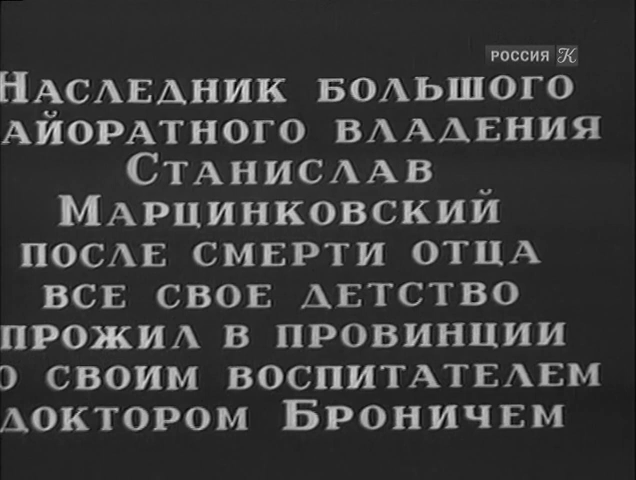 РОССИЯ К
Наследник большого
айоратного владения
Станислав
Марцинковский
после смерти отца
все свое детство
прожил в провинции
о своим воспитателем
доктором Броничем